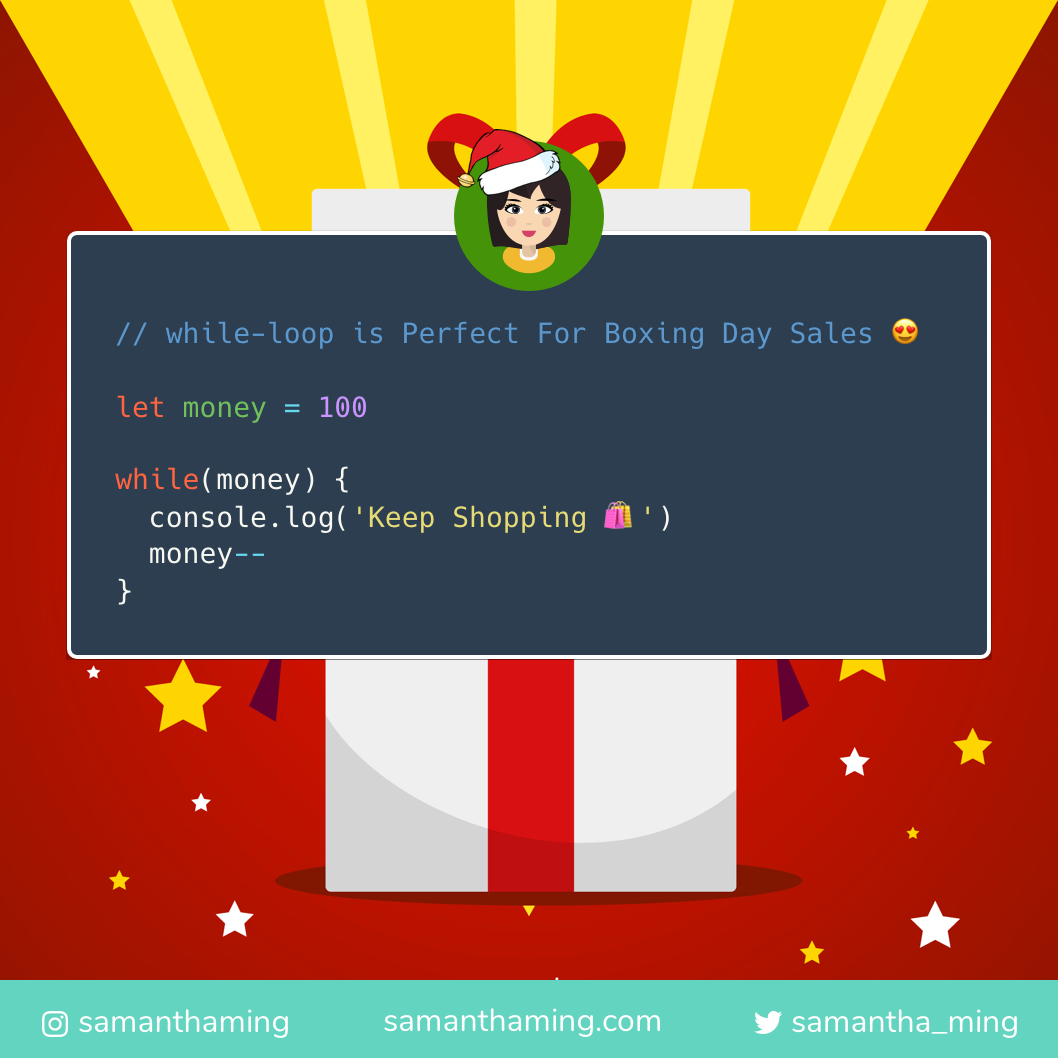 // while-loop is Perfect For Boxing Day Sales 😍
let money = 100
while(money) {
  console.log('Keep Shopping 🛍️ ')
  money--
}
samanthaming
samanthaming.com
samantha_ming